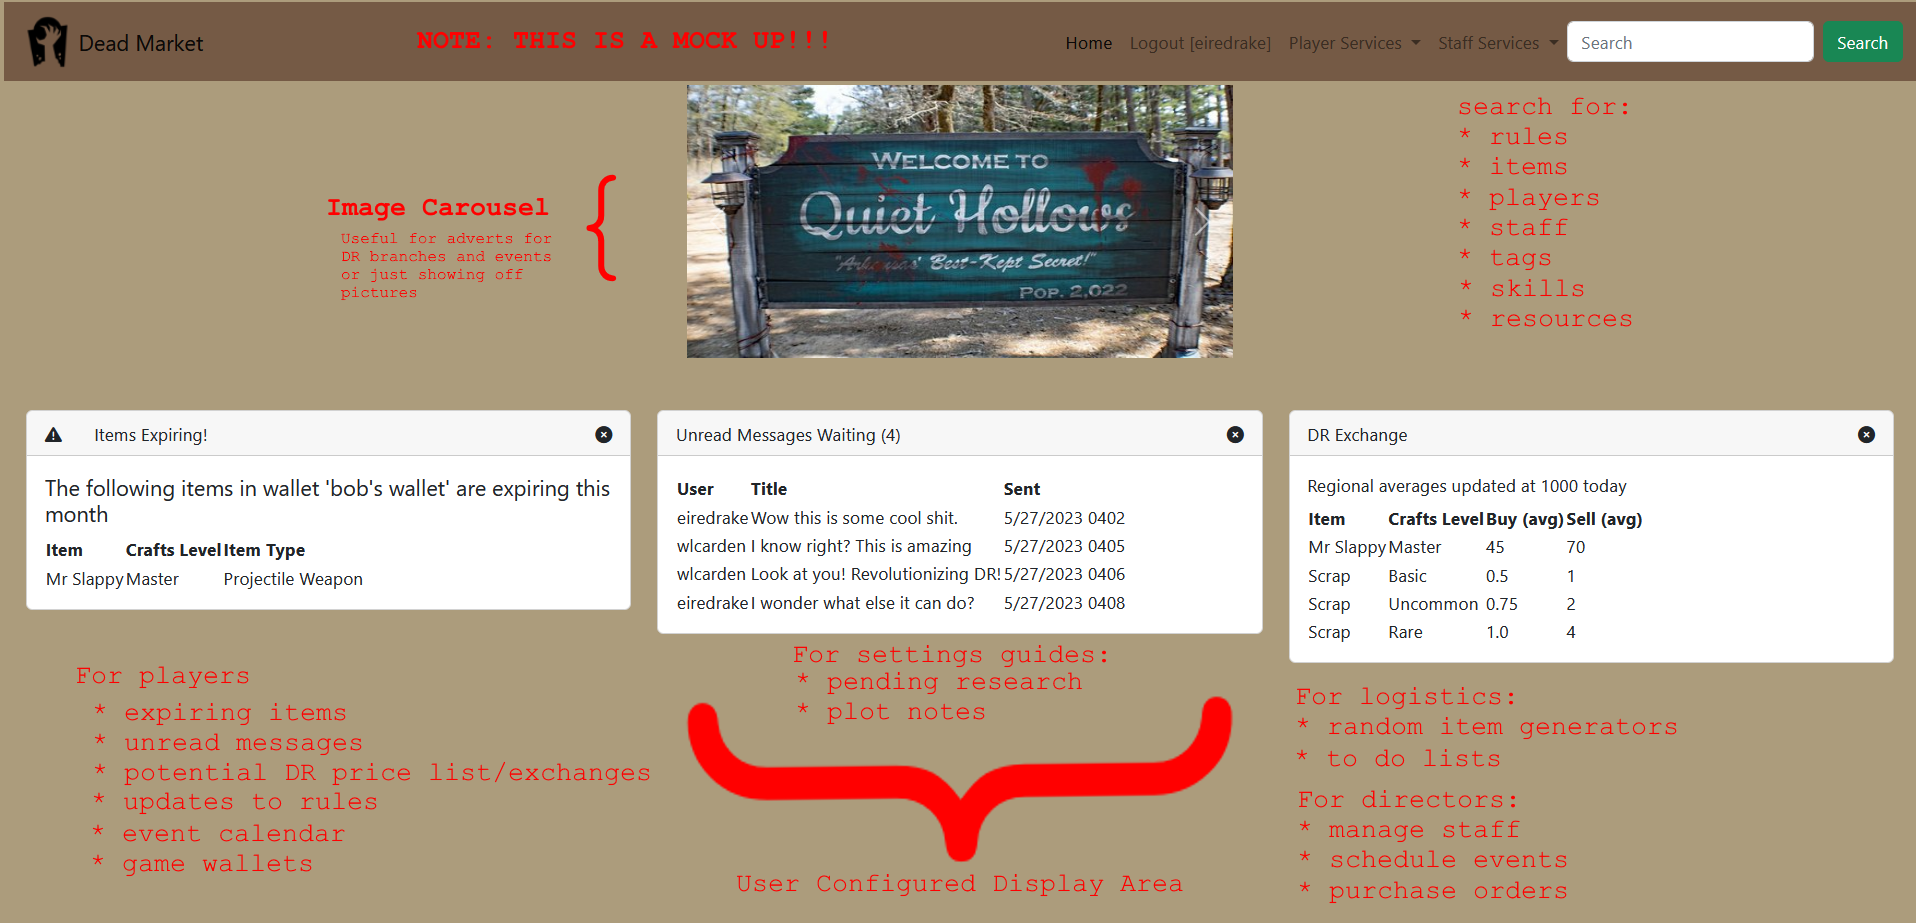 Dead Market
NOTE: THIS IS A MOCK UP!!!
Home Logout [eiredrake] Player Services Staff Services Search Search
WELCOME TO
Quiet Hollows
"Arkansas' Best-Kept Secret!"
POP. 2,022
Image Carousel
Useful for adverts for
DR branches and events
or just showing off
pictures
search for:
* rules
* items
* players
* staff
* tags
* skills
* resources
Items Expiring!
The following items in wallet 'bob's wallet' are expiring this
month
Item Crafts Level Item Type
Mr Slappy Master Projectile Weapon
Unread Messages Waiting (4)
User Title Sent
eiredrake Wow this is some cool shit. 5/27/2023 0402
wlcarden I know right? This is amazing 5/27/2023 0405
wlcarden Look at you! Revolutionizing DR! 5/27/2023 0406
eiredrake I wonder what else it can do? 5/27/2023 0408
DR Exchange
Regional averages updated at 1000 today
Item Crafts Level Buy (avg) Sell (avg)
Mr Slappy Master 45 70
Scrap Basic 0.5 1
Scrap Uncommon 0.75 2
Scrap Rare 1.0 4
For players
* expiring items
* unread messages
* potential DR price list/exchanges
* updates to rules
* event calendar
* game wallets
For settings guides:
* pending research
* plot notes
User Configured Display Area
For logistics:
* random item generators
* to do lists
For directors:
* manage staff
* schedule events
* purchase orders